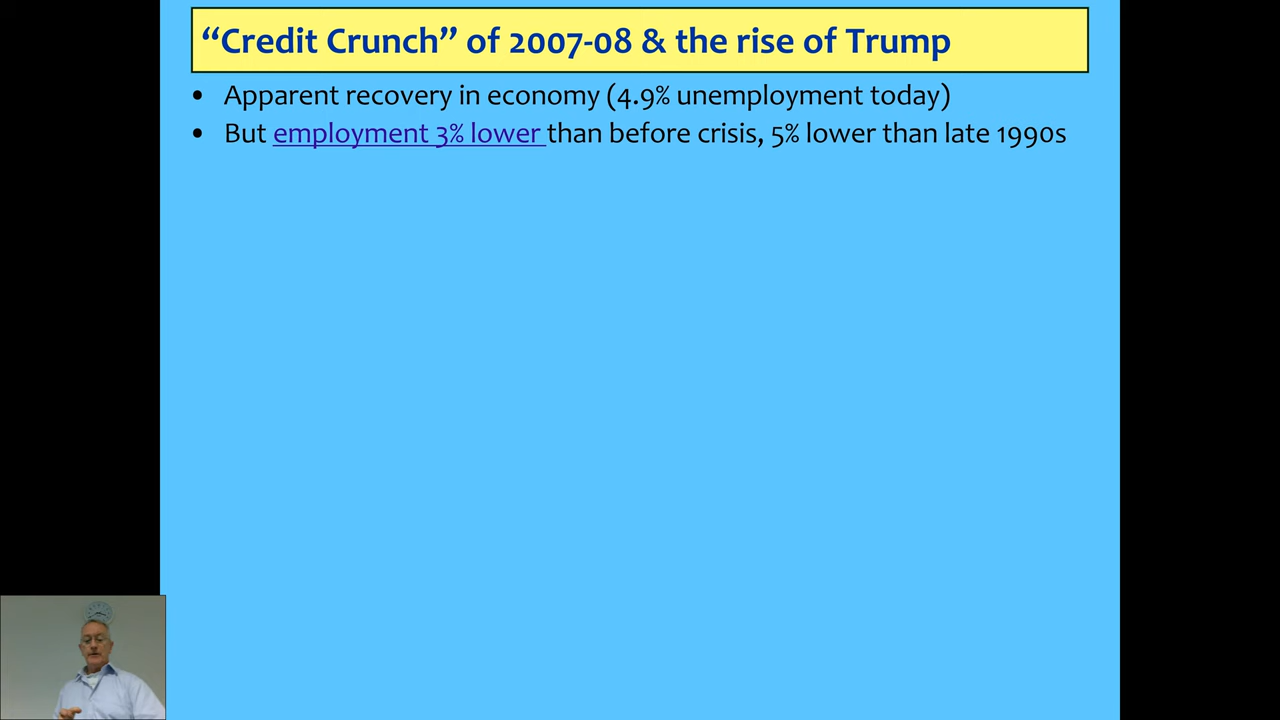 “Credit Crunch” of 2007-08 & the rise of Trump
• Apparent recovery in economy (4.9% unemployment today)
• But employment 3% lower than before crisis, 5% lower than late 1990s